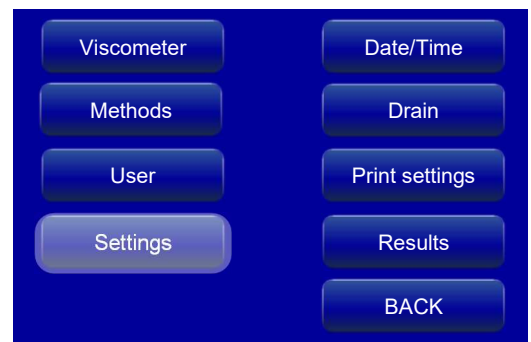 Viscometer
Methods
User
Settings
Date/Time
Drain
Print settings
Results
BACK